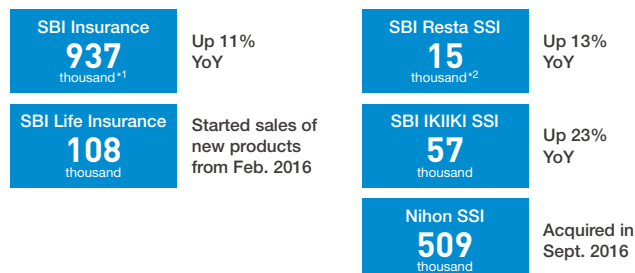 SBI Insurance
937
thousand*1
Up 11%
YoY
SBI Life Insurance
108
thousand
Started sales of
new products
from Feb. 2016
SBI Resta SSI
15
thousand*2
Up 13%
YoY
SBI IKIIKI SSI
57
thousand
Up 23%
YoY
Nihon SSI
509
thousand
Acquired in
Sept. 2016